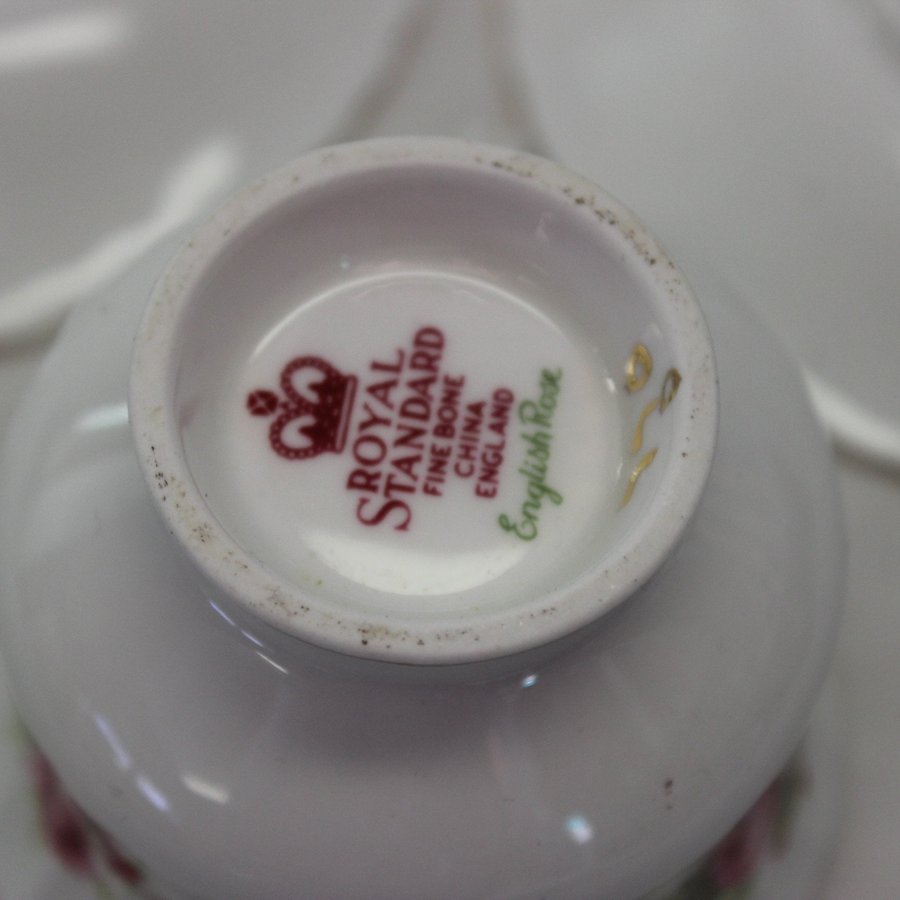 ROYAL
STANDARD
FINE BONE
CHINA
ENGLAND
English Rose